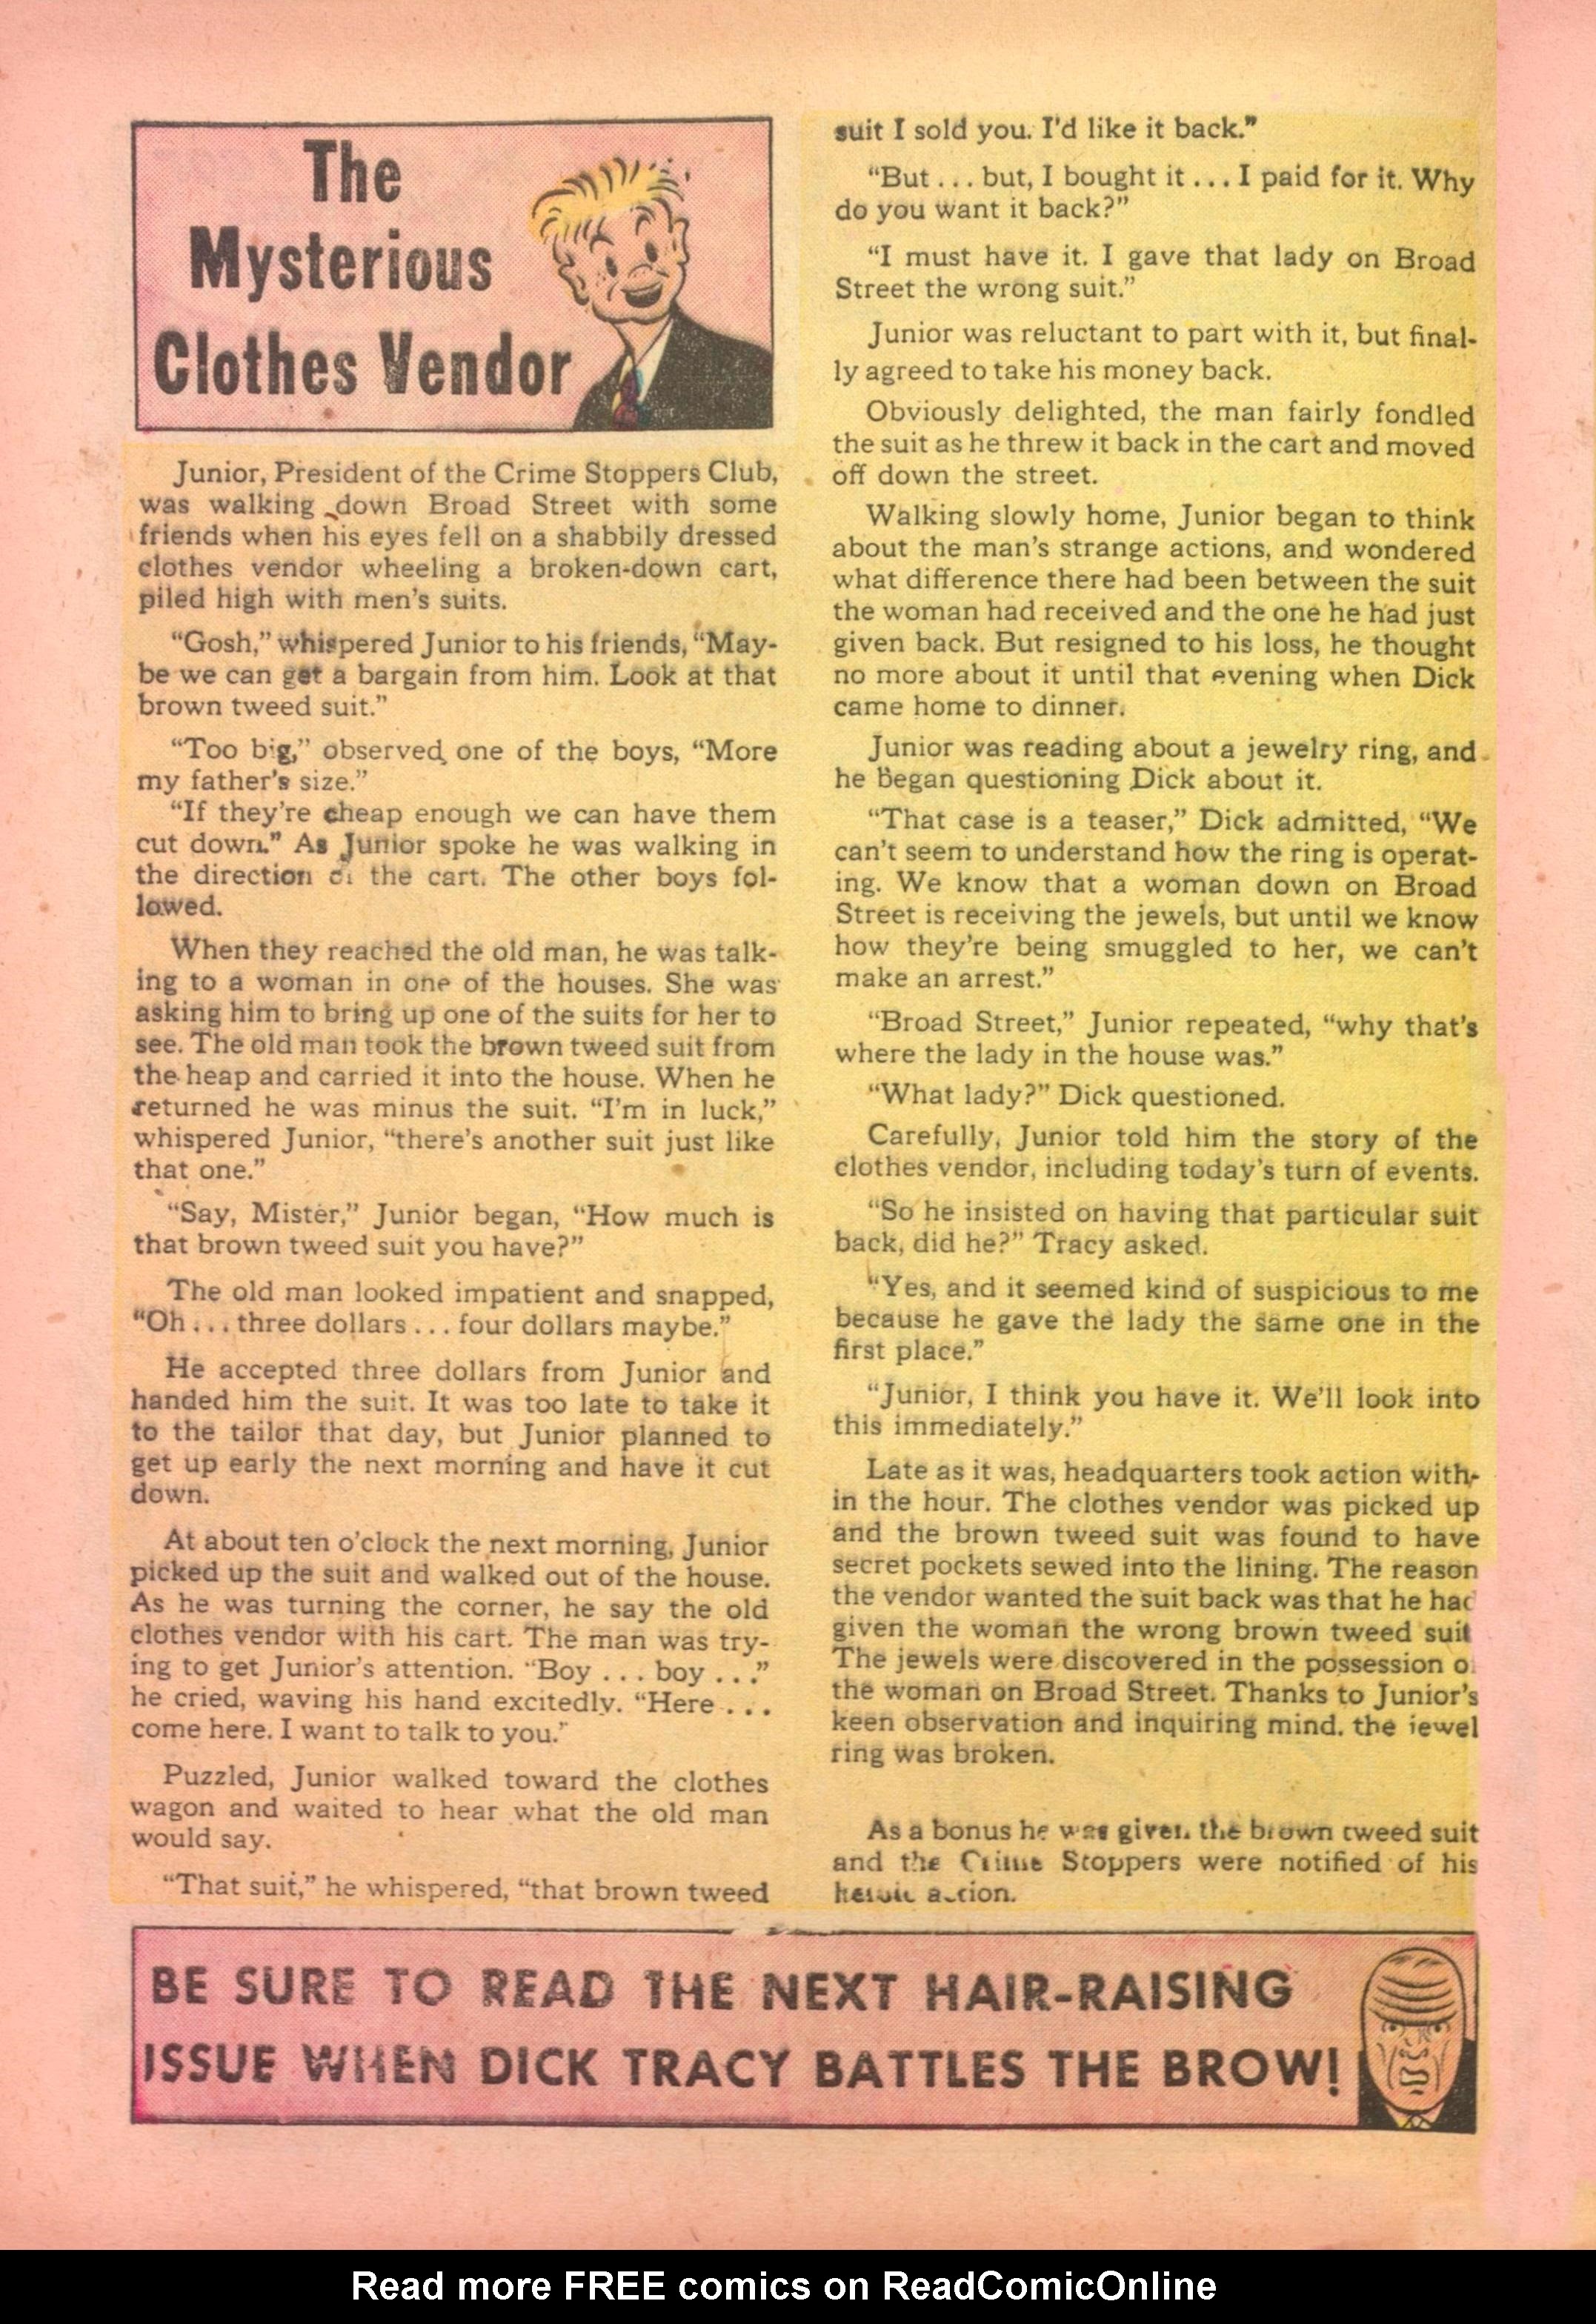 The
Mysterious
Clothes Vendor
Junior, President of the Crime Stoppers Club,
was walking down Broad Street with some
friends when his eyes fell on a shabbily dressed
clothes vendor wheeling a broken-down cart,
piled high with men's suits.
“Gosh,” whispered Junior to his friends, “May-
be we can get a bargain from him. Look at that
brown tweed suit.”
“Too big,” observed one of the boys, “More
my father's size.”
“If they're cheap enough we can have them
cut down.” As Junior spoke he was walking in
the direction of the cart. The other boys fol-
lowed.
When they reached the old man, he was talk-
ing to a woman in one of the houses. She was
asking him to bring up one of the suits for her to
see. The old man took the brown tweed suit from
the heap and carried it into the house. When he
returned he was minus the suit. “I'm in luck,”
whispered Junior, “there's another suit just like
that one.”
“Say, Mister,” Junior began, “How much is
that brown tweed suit you have?”
The old man looked impatient and snapped,
“Oh . . . three dollars . . . four dollars maybe.”
He accepted three dollars from Junior and
handed him the suit. It was too late to take it
to the tailor that day, but Junior planned to
get up early the next morning and have it cut
down.
At about ten o'clock the next morning, Junior
picked up the suit and walked out of the house.
As he was turning the corner, he say the old
clothes vendor with his cart. The man was try-
ing to get Junior's attention. “Boy . . . boy . . .”
he cried, waving his hand excitedly. “Here . . .
come here. I want to talk to you.”
Puzzled, Junior walked toward the clothes
wagon and waited to hear what the old man
would say.
“That suit,” he whispered, “that brown tweed
suit I sold you. I'd like it back.”
“But . . . but, I bought it . . . I paid for it. Why
do you want it back?”
“I must have it. I gave that lady on Broad
Street the wrong suit.”
Junior was reluctant to part with it, but final-
ly agreed to take his money back.
Obviously delighted, the man fairly fondled
the suit as he threw it back in the cart and moved
off down the street.
Walking slowly home, Junior began to think
about the man's strange actions, and wondered
what difference there had been between the suit
the woman had received and the one he had just
given back. But resigned to his loss, he thought
no more about it until that evening when Dick
came home to dinner.
Junior was reading about a jewelry ring, and
he began questioning Dick about it.
“That case is a teaser,” Dick admitted, “We
can't seem to understand how the ring is operat-
ing. We know that a woman down on Broad
Street is receiving the jewels, but until we know
how they're being smuggled to her, we can't
make an arrest.”
“Broad Street,” Junior repeated, “why that's
where the lady in the house was.”
“What lady?” Dick questioned.
Carefully, Junior told him the story of the
clothes vendor, including today's turn of events.
“So he insisted on having that particular suit
back, did he?” Tracy asked.
“Yes, and it seemed kind of suspicious to me
because he gave the lady the same one in the
first place.”
“Junior, I think you have it. We'll look into
this immediately.”
Late as it was, headquarters took action with-
in the hour. The clothes vendor was picked up
and the brown tweed suit was found to have
secret pockets sewed into the lining. The reason
the vendor wanted the suit back was that he had
given the woman the wrong brown tweed suit
The jewels were discovered in the possession of
the woman on Broad Street. Thanks to Junior's
keen observation and inquiring mind, the jewel
ring was broken.
As a bonus he was given the brown tweed suit
and the Crime Stoppers were notified of his
heroic action.
BE SURE TO READ THE NEXT HAIR-RAISING
ISSUE WHEN DICK TRACY BATTLES THE BROW!
Read more FREE comics on ReadComicOnline